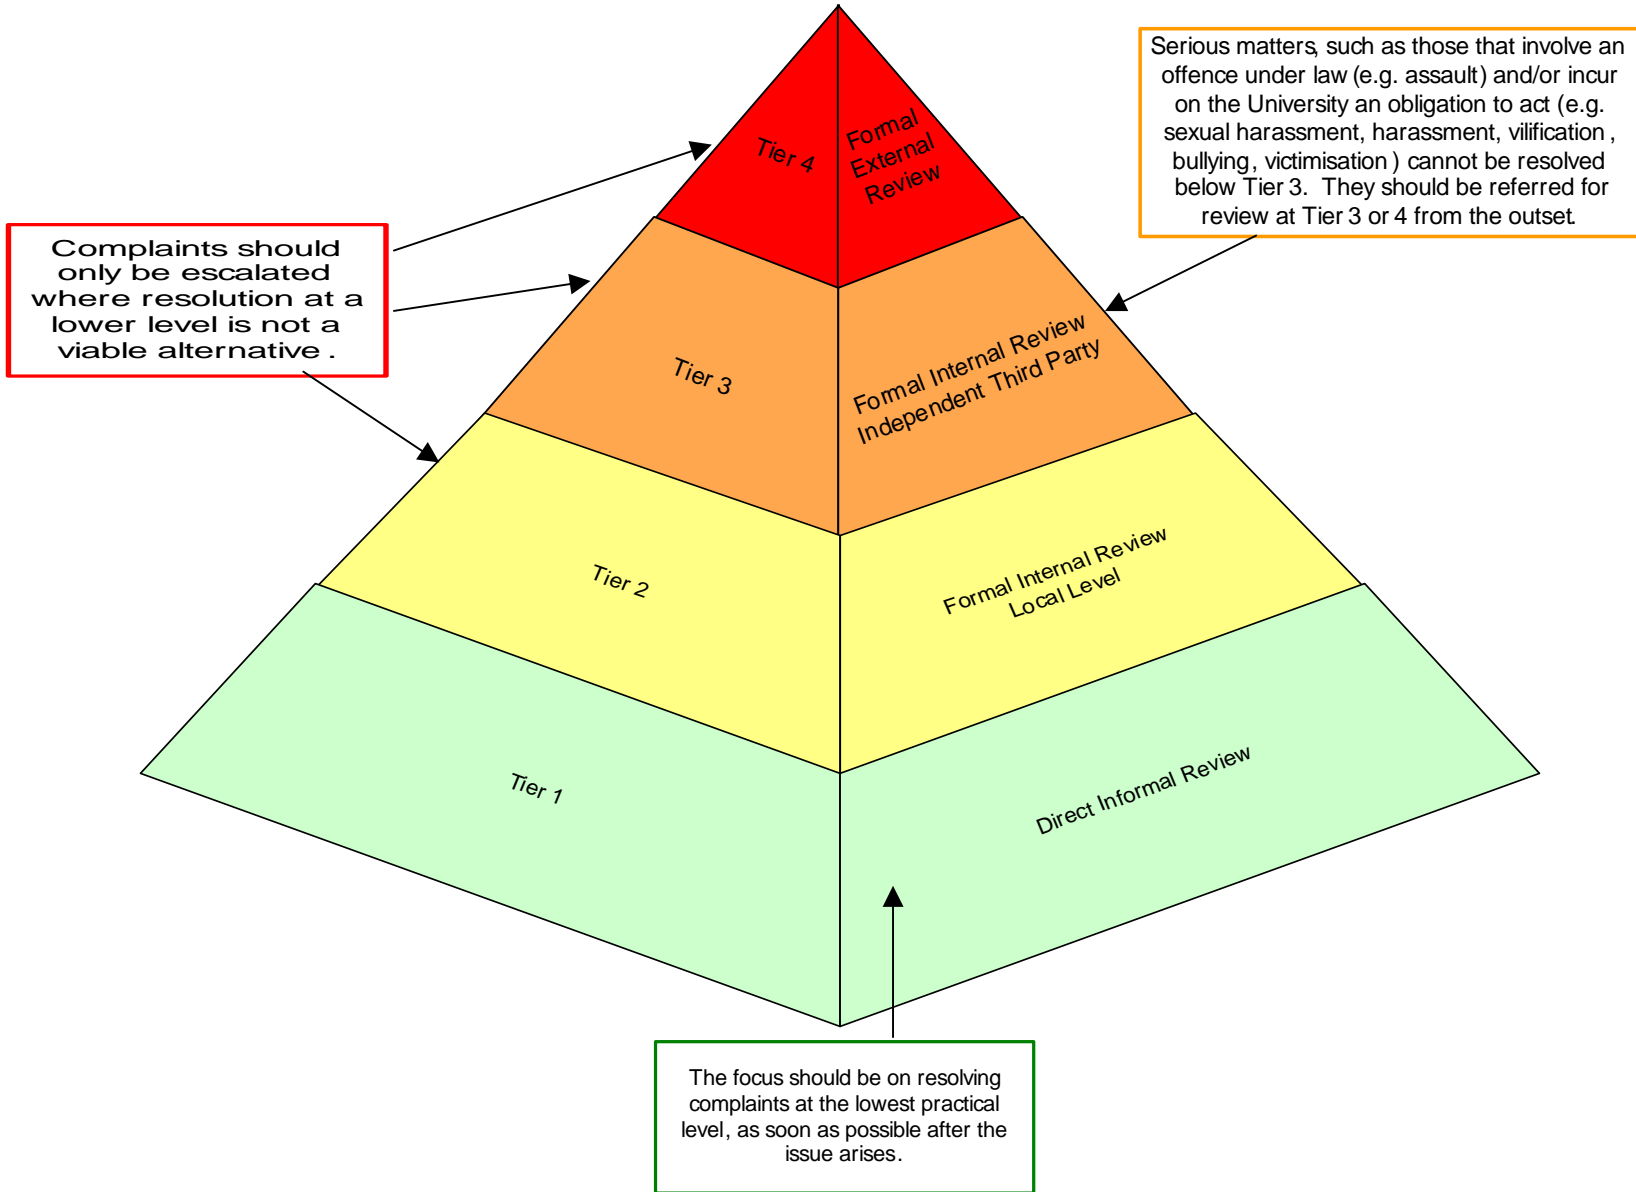 Serious matters, such as those that involve an
offence under law (e.g. assault) and/or incur
on the University an obligation to act (e.g.
sexual harassment, harassment, vilification ,
bullying, victimisation ) cannot be resolved
below Tier 3. They should be referred for
review at Tier 3 or 4 from the outset.
Tier 4
Formal
External
Review
Complaints should
only be escalated
where resolution at a
lower level is not a
viable alternative .
Tier 3
Formal Internal Review
Independent Third Party
Tier 2
Formal Internal Review
Local Level
Tier 1
Direct Informal Review
The focus should be on resolving
complaints at the lowest practical
level, as soon as possible after the
issue arises.